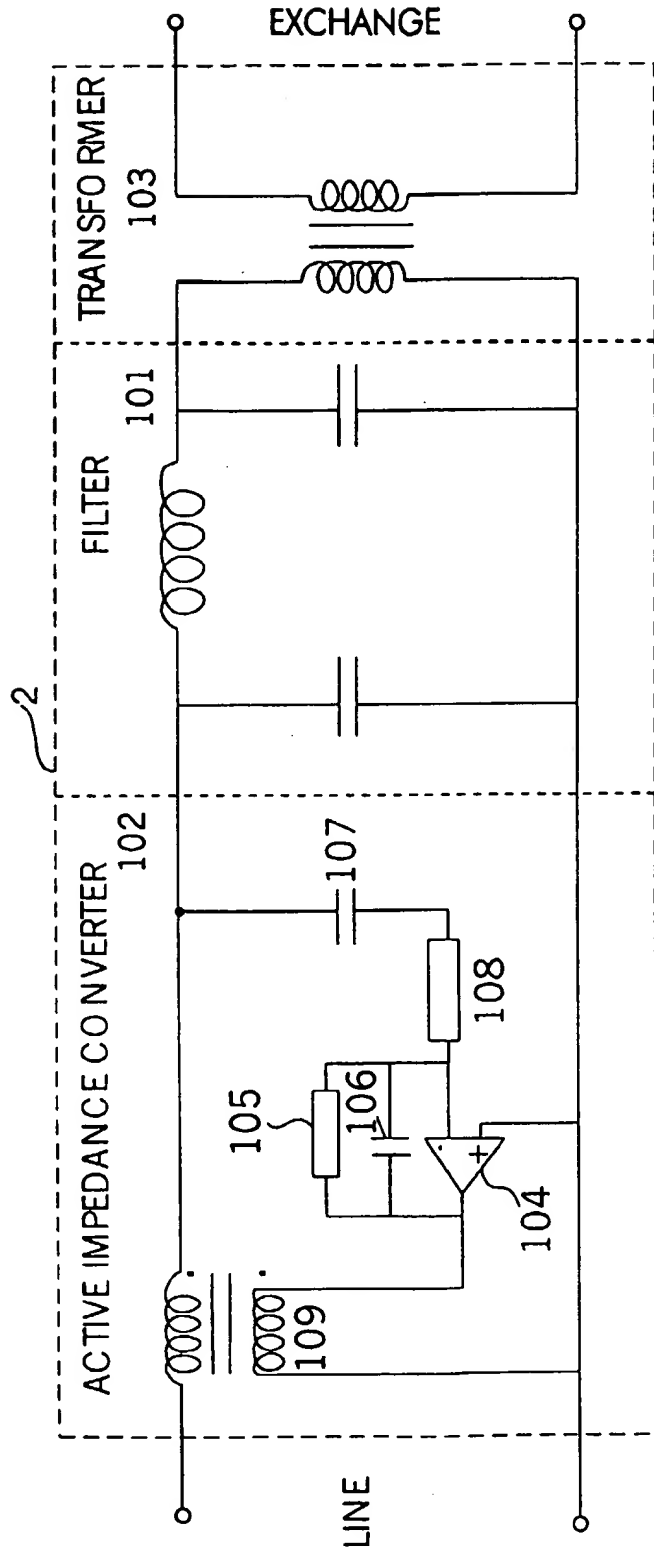 2
ACTIVE IMPEDANCE CONVERTER
102
FILTER
101
TRANSFORMER
103
107
105
106
108
104
109
-
+
LINE
EXCHANGE